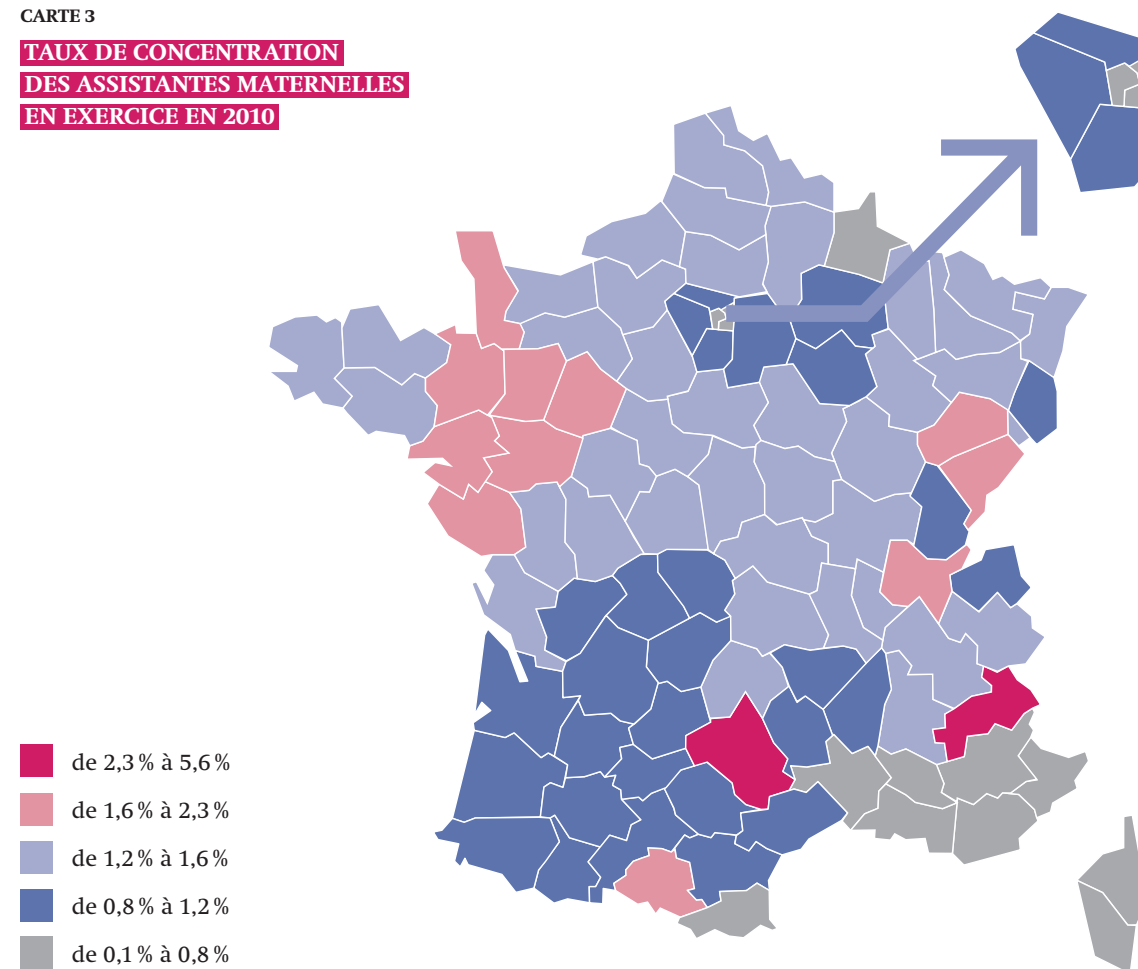 CARTE 3
TAUX DE CONCENTRATION
DES ASSISTANTES MATERNELLES
EN EXERCICE EN 2010
de 2,3 % à 5,6 %
de 1,6 % à 2,3 %
de 1,2 % à 1,6 %
de 0,8 % à 1,2 %
de 0,1 % à 0,8 %